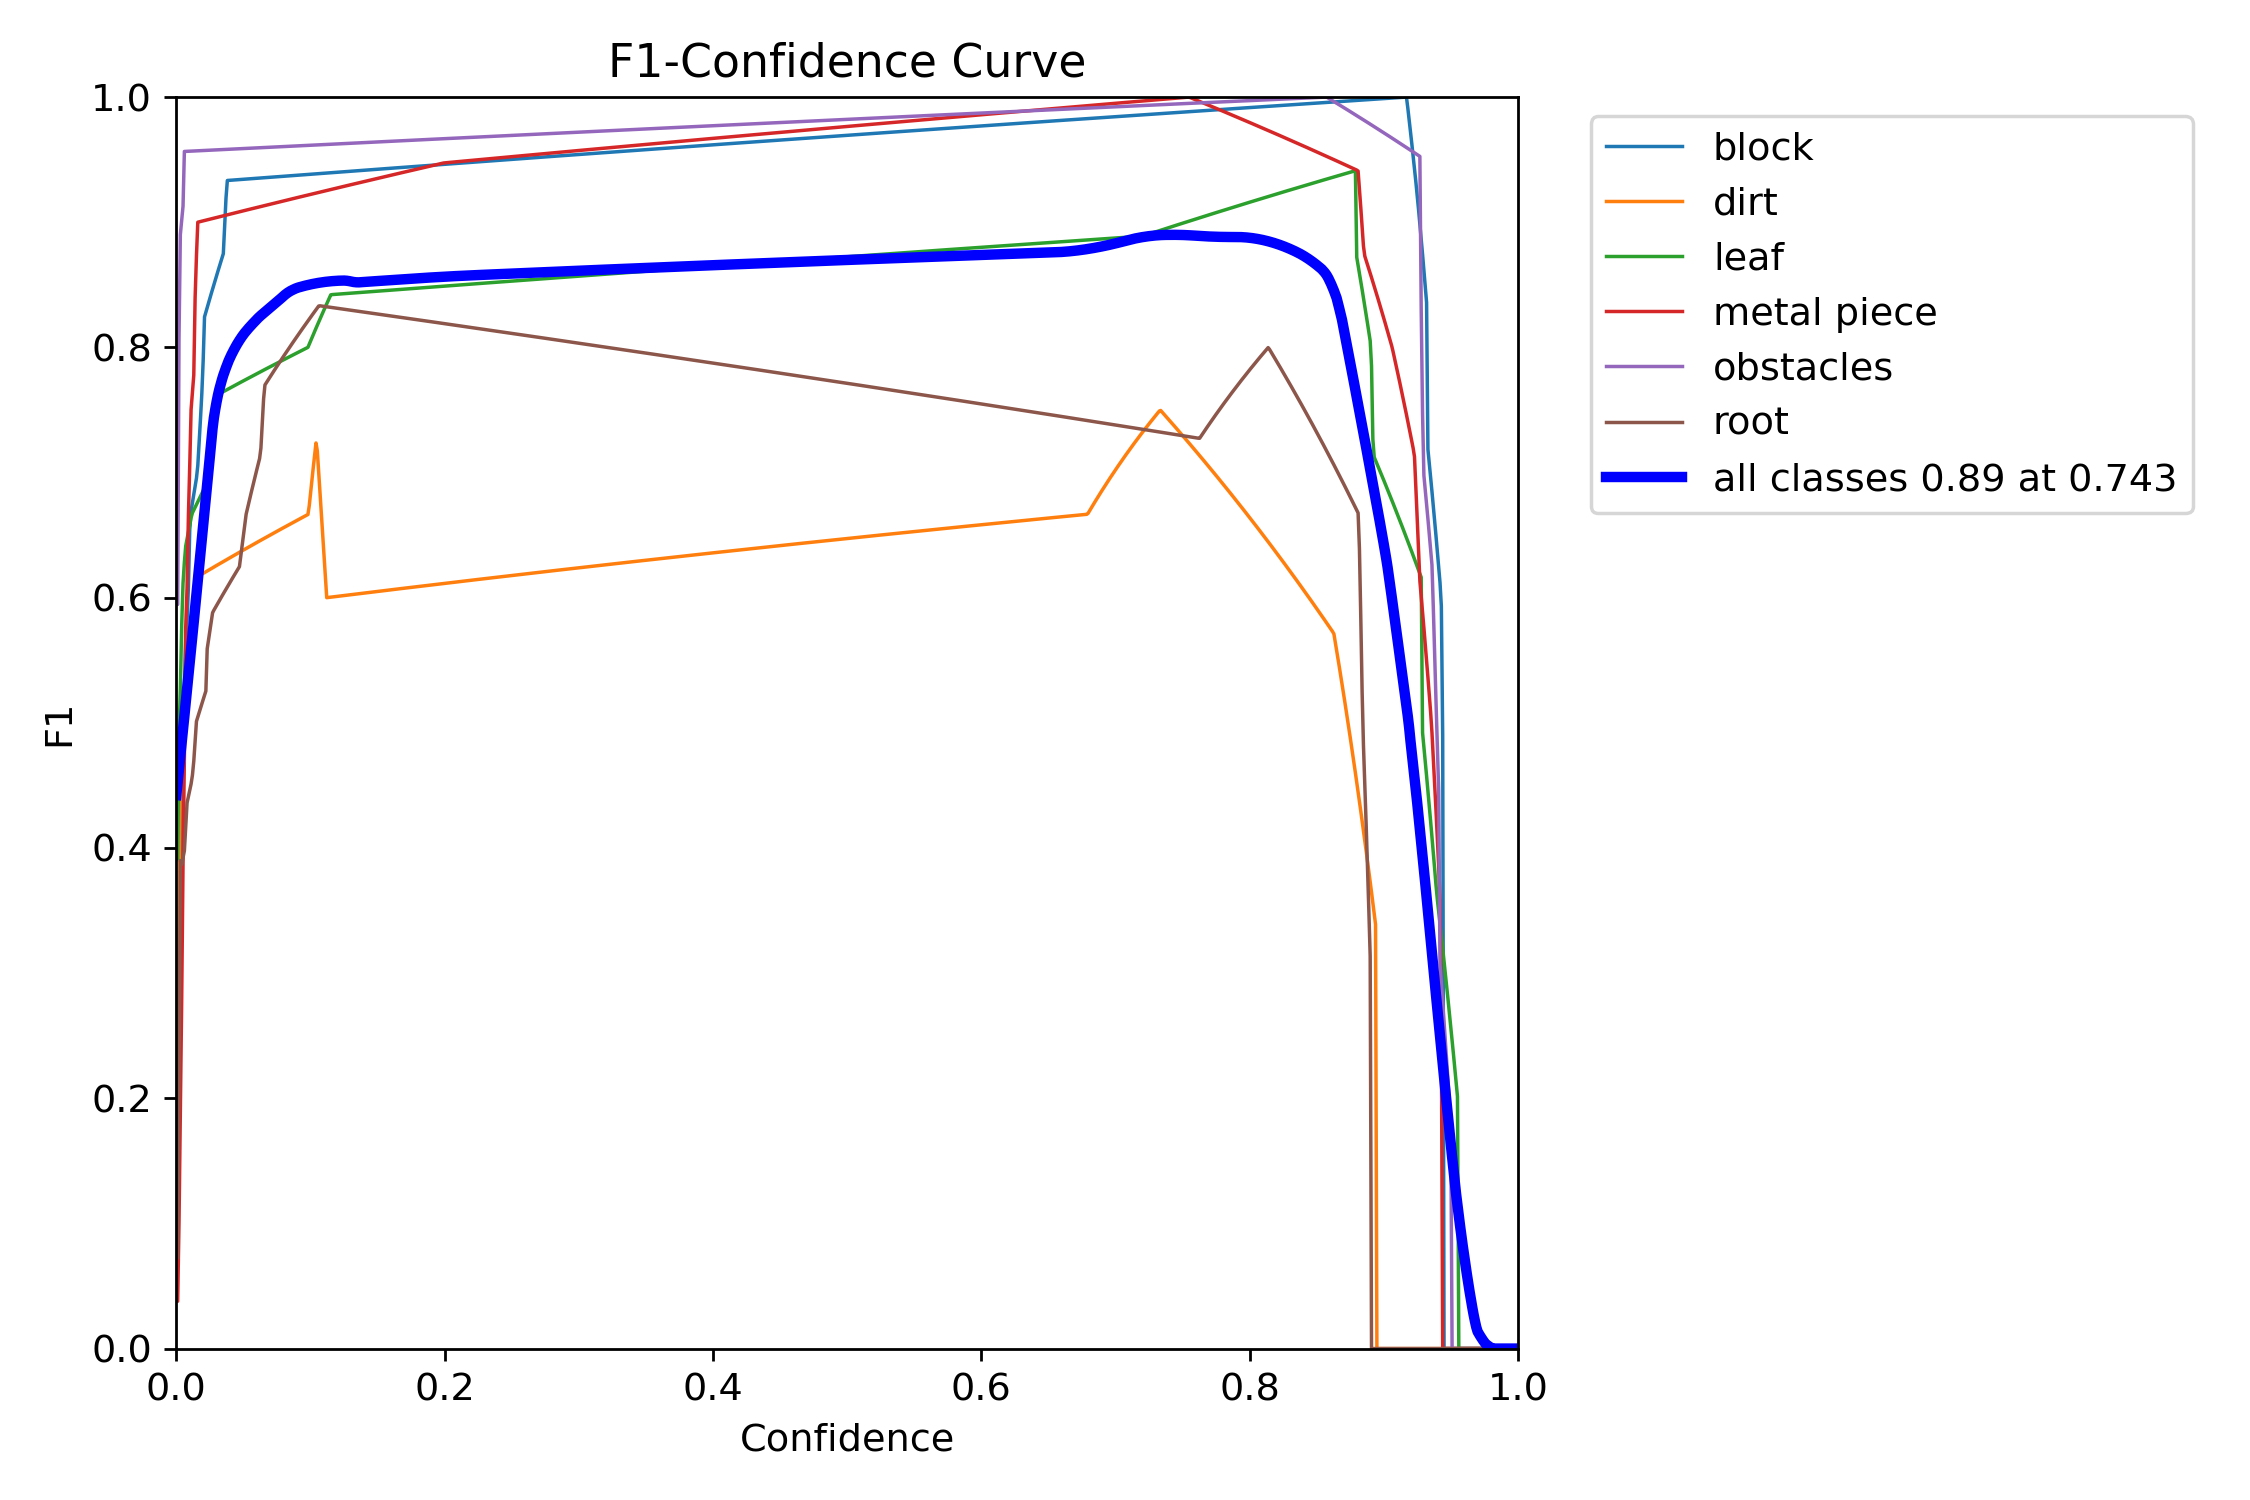 F1-Confidence Curve
1.0
0.8
0.6
0.4
0.2
0.0
F1
0.0 0.2 0.4 0.6 0.8 1.0
Confidence
block
dirt
leaf
metal piece
obstacles
root
all classes 0.89 at 0.743